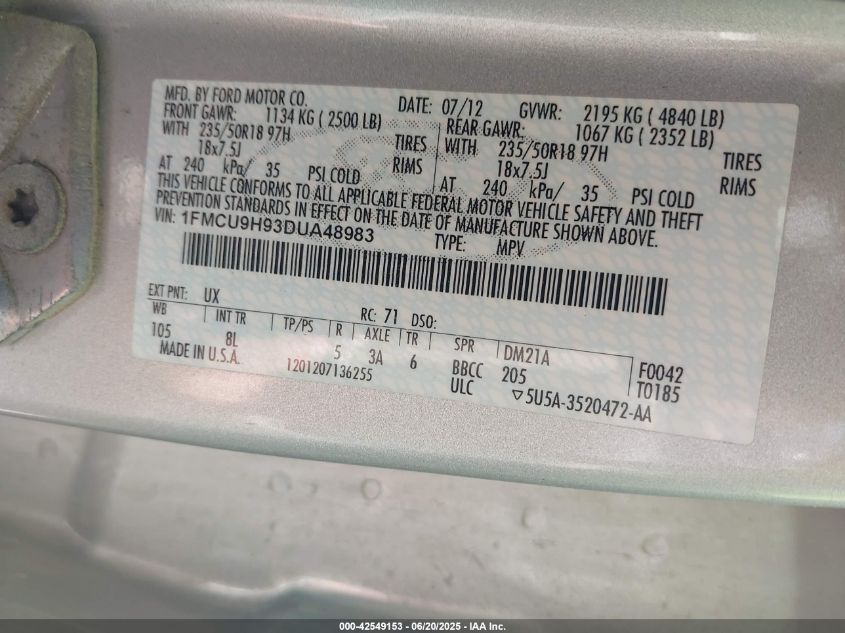 MFD. BY FORD MOTOR CO. DATE: 07/12 GVWR: 2195 KG ( 4840 LB)
FRONT GAWR: 1134 KG ( 2500 LB) REAR GAWR: 1067 KG ( 2352 LB)
WITH 235/50R18 97H TIRES WITH 235/50R18 97H TIRES
18x7.5J RIMS 18x7.5J RIMS
AT 240 kPa/ 35 PSI COLD AT 240 kPa/ 35 PSI COLD
THIS VEHICLE CONFORMS TO ALL APPLICABLE FEDERAL MOTOR VEHICLE SAFETY AND THEFT
PREVENTION STANDARDS IN EFFECT ON THE DATE OF MANUFACTURE SHOWN ABOVE.
VIN: 1FMCU9H93DUA48983 TYPE: MPV
EXT PNT: UX RC: 71 DSO:
WB INT TR TP/PS R AXLE TR SPR DM21A F0042
105 8L 5 3A 6 BBCC 205 T0185
MADE IN U.S.A. 1201207136255 ULC ▽5U5A-3520472-AA
000-42549153 - 06/20/2025 - IAA Inc.